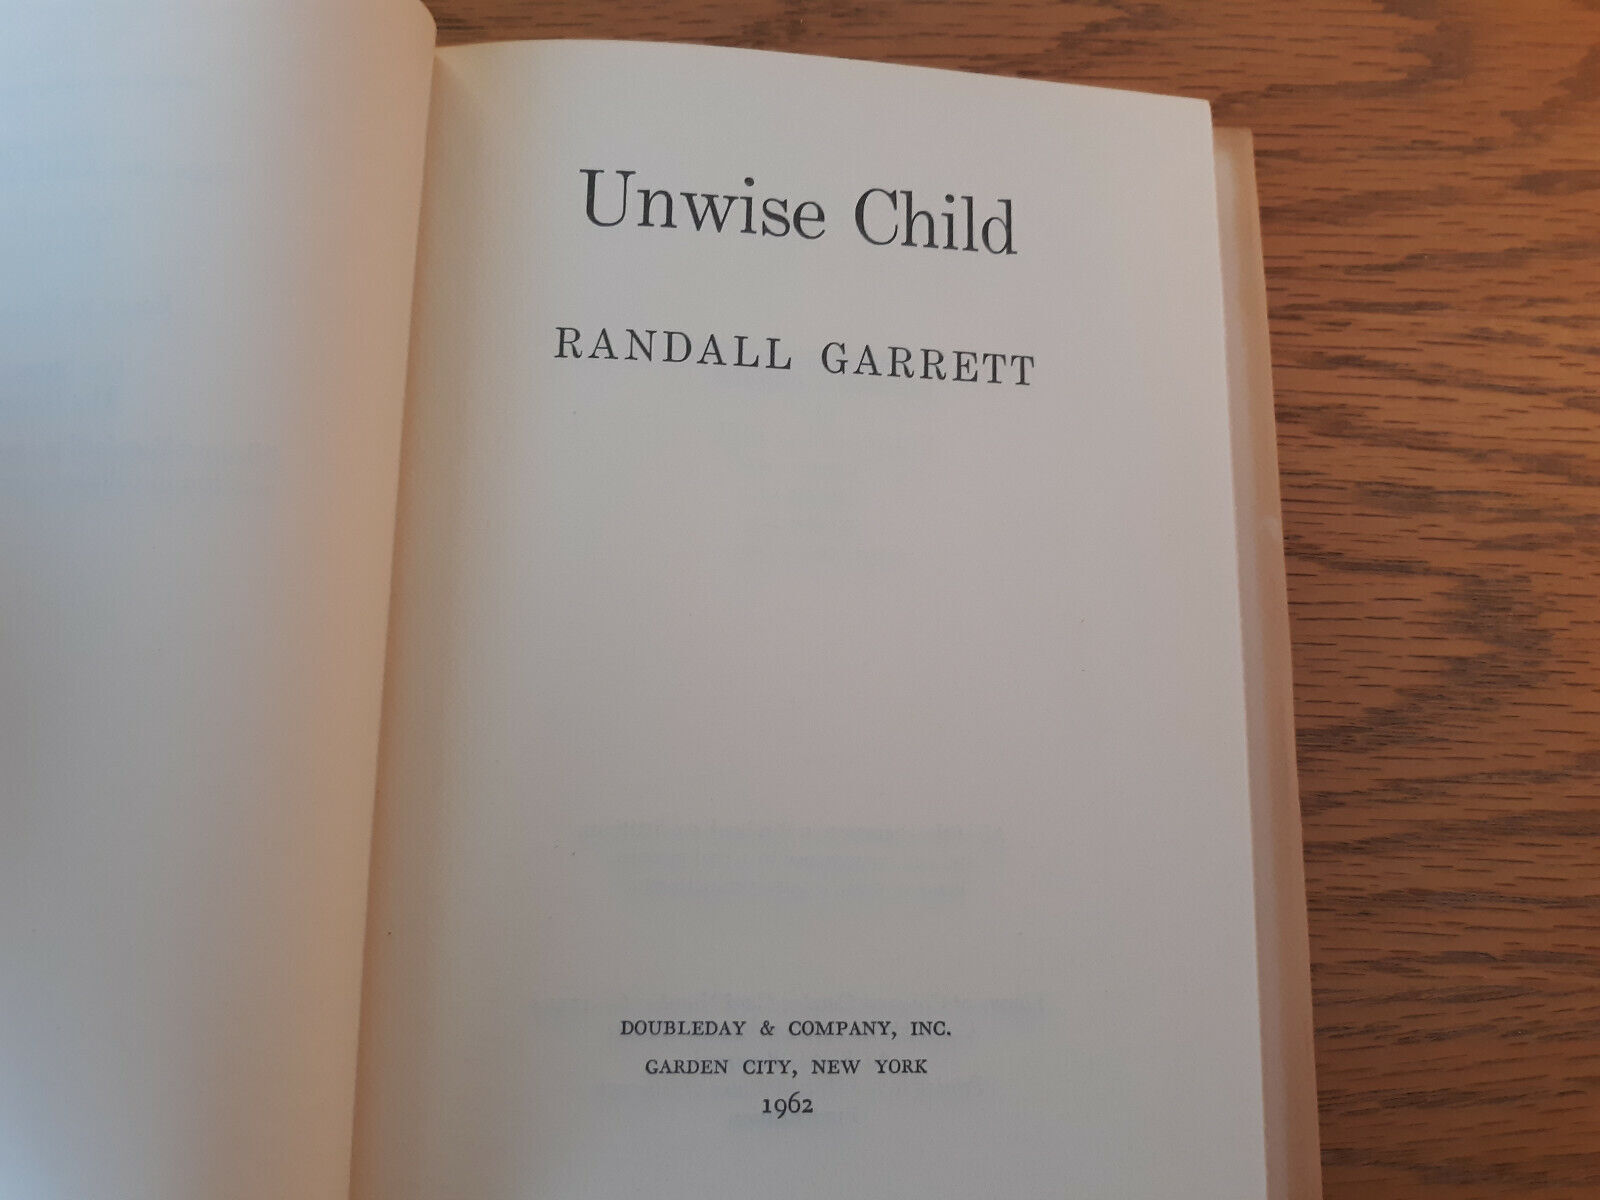 Unwise Child
RANDALL GARRETT
DOUBLEDAY & COMPANY, INC.
GARDEN CITY, NEW YORK
1962